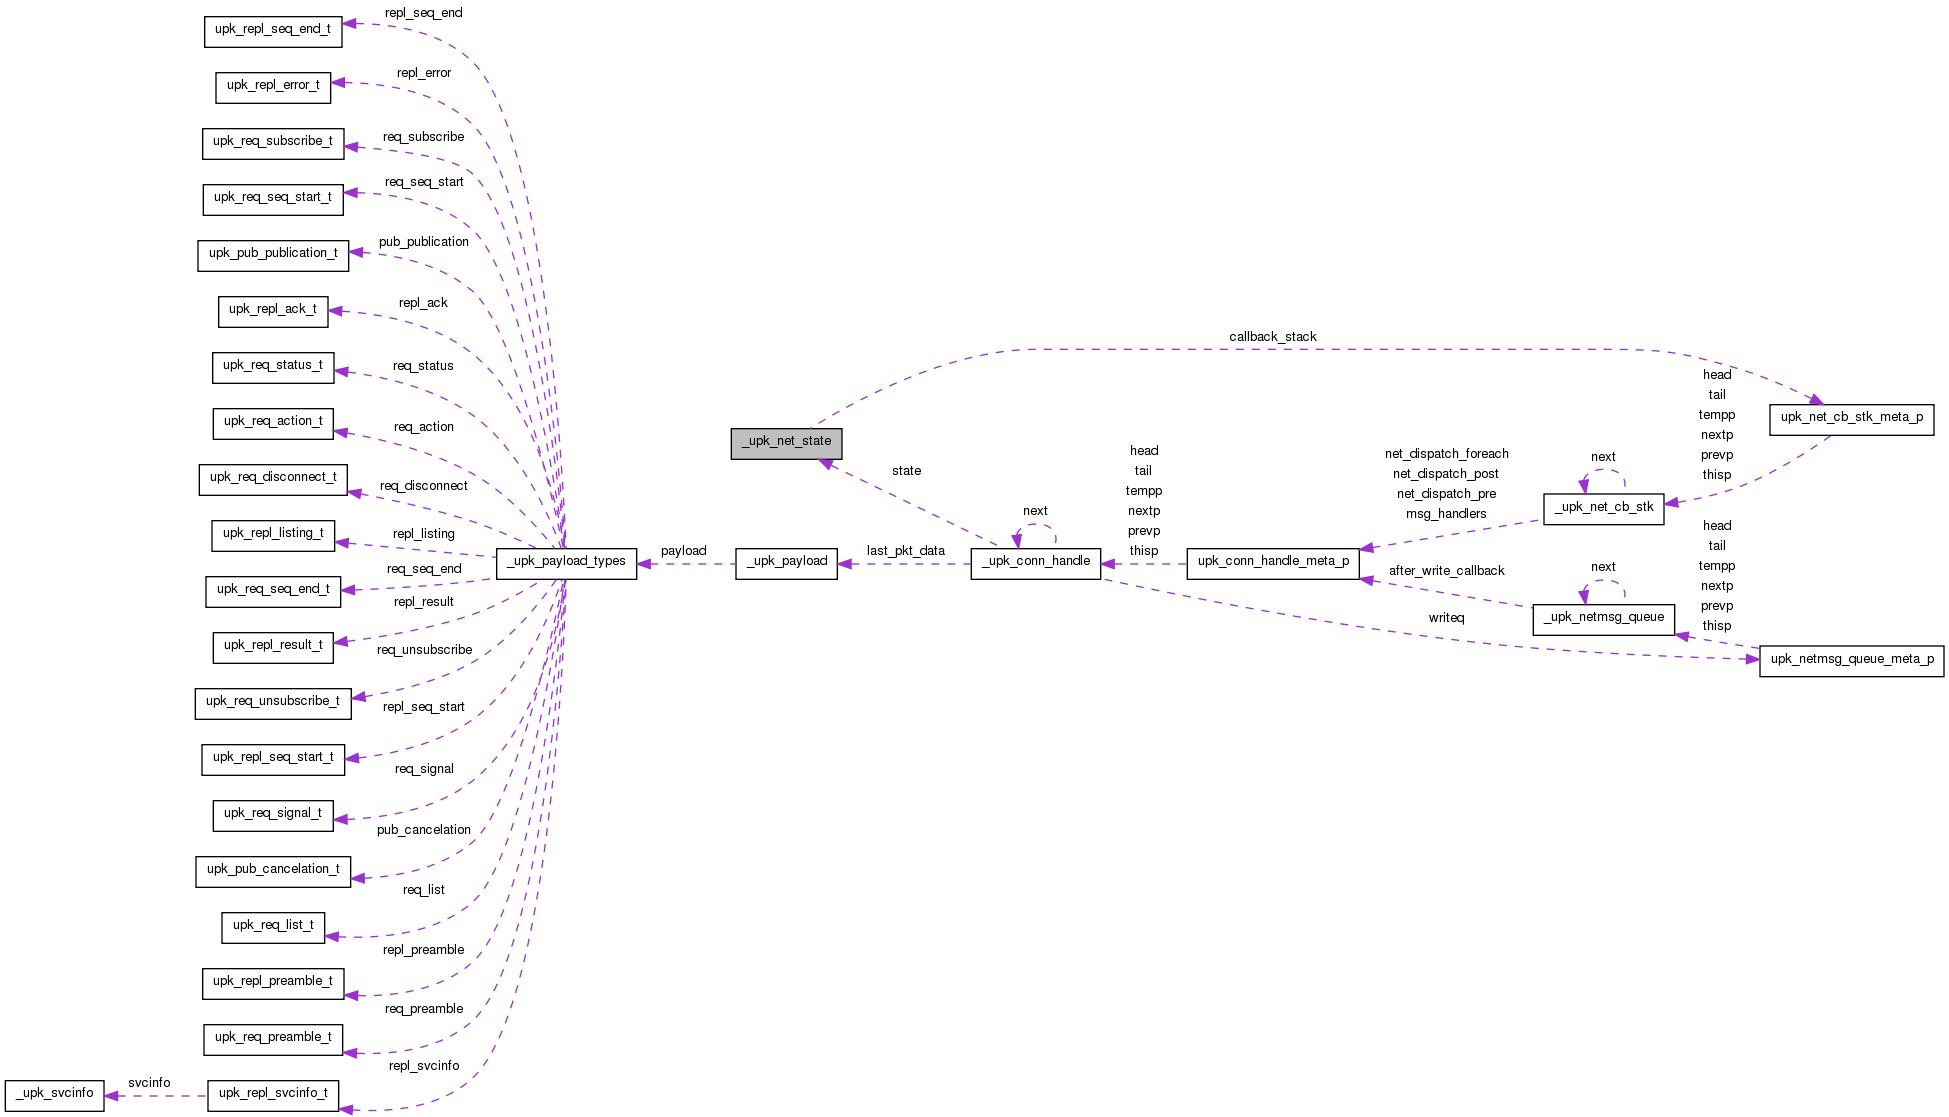 repl_seq_end
upk_repl_seq_end_t
repl_error
upk_repl_error_t
req_subscribe
upk_req_subscribe_t
req_seq_start
upk_req_seq_start_t
pub_publication
upk_pub_publication_t
repl_ack
upk_repl_ack_t
req_status
upk_req_status_t
req_action
upk_req_action_t
req_disconnect
upk_req_disconnect_t
repl_listing
upk_repl_listing_t
req_seq_end
upk_req_seq_end_t
repl_result
upk_repl_result_t
req_unsubscribe
upk_req_unsubscribe_t
repl_seq_start
upk_repl_seq_start_t
req_signal
upk_req_signal_t
pub_cancelation
upk_pub_cancelation_t
req_list
upk_req_list_t
repl_preamble
upk_repl_preamble_t
req_preamble
upk_req_preamble_t
repl_svcinfo
upk_repl_svcinfo_t
svcinfo
_upk_svcinfo
_upk_payload_types
payload
_upk_payload
last_pkt_data
_upk_net_state
state
callback_stack
next
_upk_conn_handle
head
tail
tempp
nextp
prevp
thisp
upk_conn_handle_meta_p
writeq
net_dispatch_foreach
net_dispatch_post
net_dispatch_pre
msg_handlers
after_write_callback
next
_upk_net_cb_stk
next
_upk_netmsg_queue
head
tail
tempp
nextp
prevp
thisp
upk_net_cb_stk_meta_p
head
tail
tempp
nextp
prevp
thisp
upk_netmsg_queue_meta_p